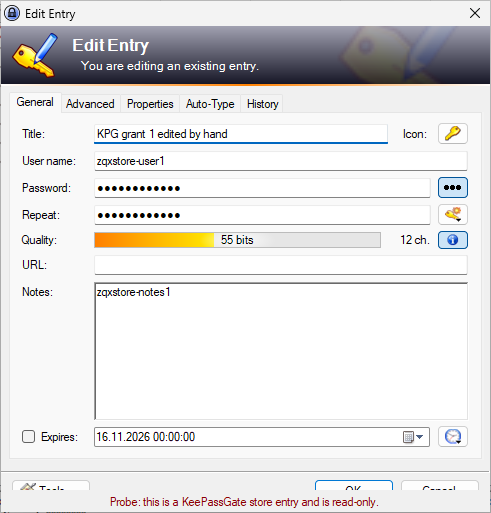 Edit Entry
Edit Entry
You are editing an existing entry.
General Advanced Properties Auto-Type History
Title: KPG grant 1 edited by hand Icon:
User name: zqxstore-user1
Password: ●●●●●●●●●●●●
Repeat: ●●●●●●●●●●●●
Quality: 55 bits 12 ch.
URL:
Notes: zqxstore-notes1
Expires: 16.11.2026 00:00:00
Tools OK Cancel
Probe: this is a KeePassGate store entry and is read-only.